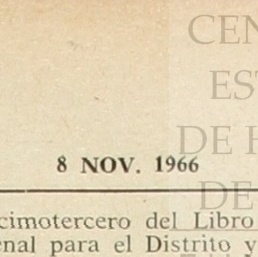 CEN
EST
DE
DE
8 NOV. 1966
cimotercero del Libro
enal para el Distrito y